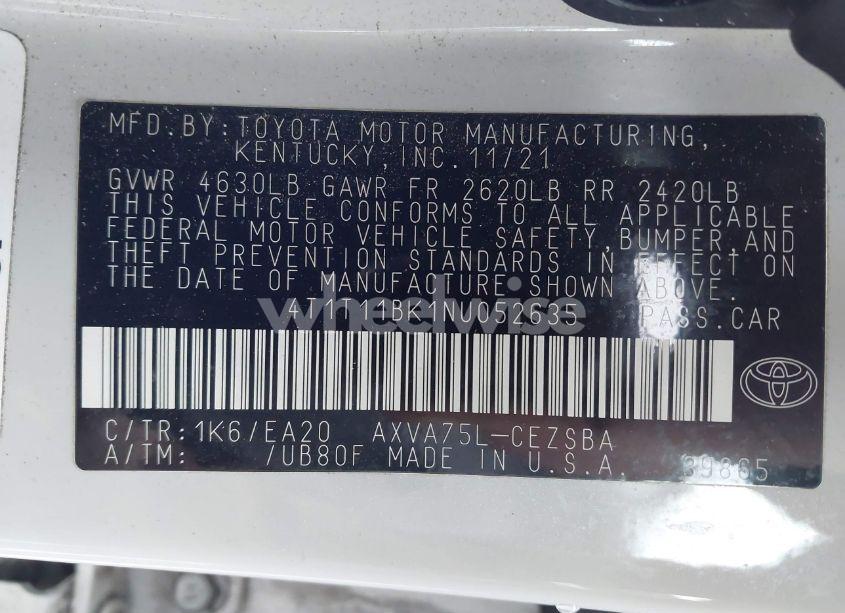 MFD.BY:TOYOTA MOTOR MANUFACTURING,
KENTUCKY,INC.11/21
GVWR 4630LB GAWR FR 2620LB RR 2420LB
THIS VEHICLE CONFORMS TO ALL APPLICABLE
FEDERAL MOTOR VEHICLE SAFETY,BUMPER,AND
THEFT PREVENTION STANDARDS IN EFFECT ON
THE DATE OF MANUFACTURE SHOWN ABOVE.
PASS.CAR
wheelwise
C/TR:1K6/EA20 AXVA75L-CEZSBA
A/TM: /UB80F MADE IN U.S.A. 39865